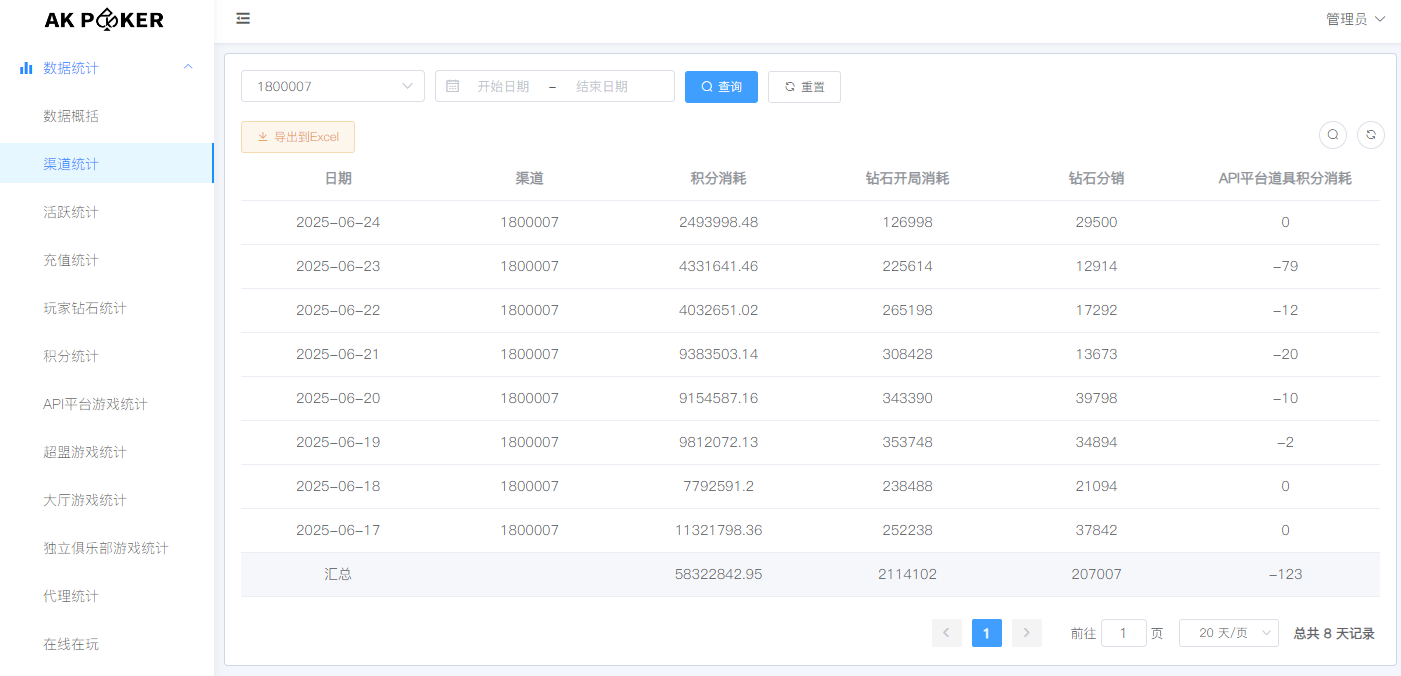 AK POKER
管理员
数据统计
数据概括
渠道统计
活跃统计
充值统计
玩家钻石统计
积分统计
API平台游戏统计
超盟游戏统计
大厅游戏统计
独立俱乐部游戏统计
代理统计
在线在玩
1800007 开始日期 – 结束日期 查询 重置
导出到Excel
日期 渠道 积分消耗 钻石开局消耗 钻石分销 API平台道具积分消耗
2025-06-24 1800007 2493998.48 126998 29500 0
2025-06-23 1800007 4331641.46 225614 12914 -79
2025-06-22 1800007 4032651.02 265198 17292 -12
2025-06-21 1800007 9383503.14 308428 13673 -20
2025-06-20 1800007 9154587.16 343390 39798 -10
2025-06-19 1800007 9812072.13 353748 34894 -2
2025-06-18 1800007 7792591.2 238488 21094 0
2025-06-17 1800007 11321798.36 252238 37842 0
汇总 58322842.95 2114102 207007 -123
1 前往 1 页 20 天/页 总共 8 天记录